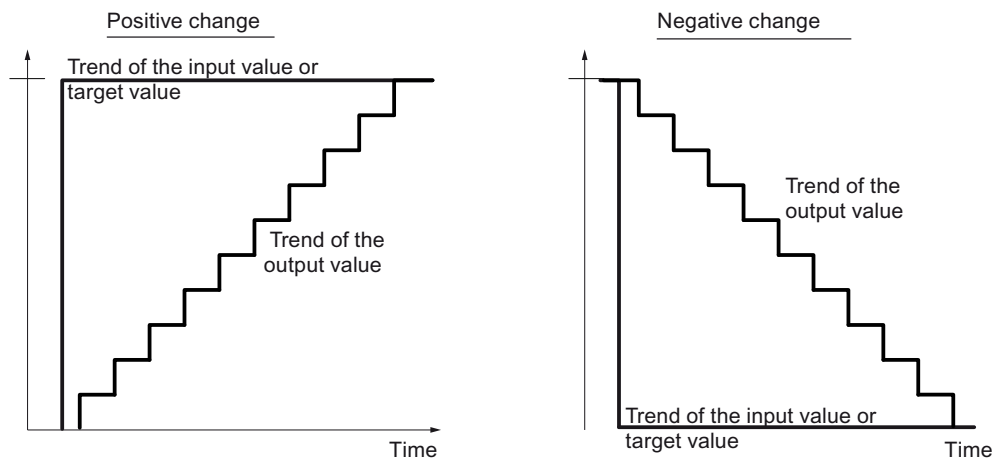 Positive change
Trend of the input value or
target value
Trend of the
output value
Time
Negative change
Trend of the
output value
Trend of the input value or
target value
Time